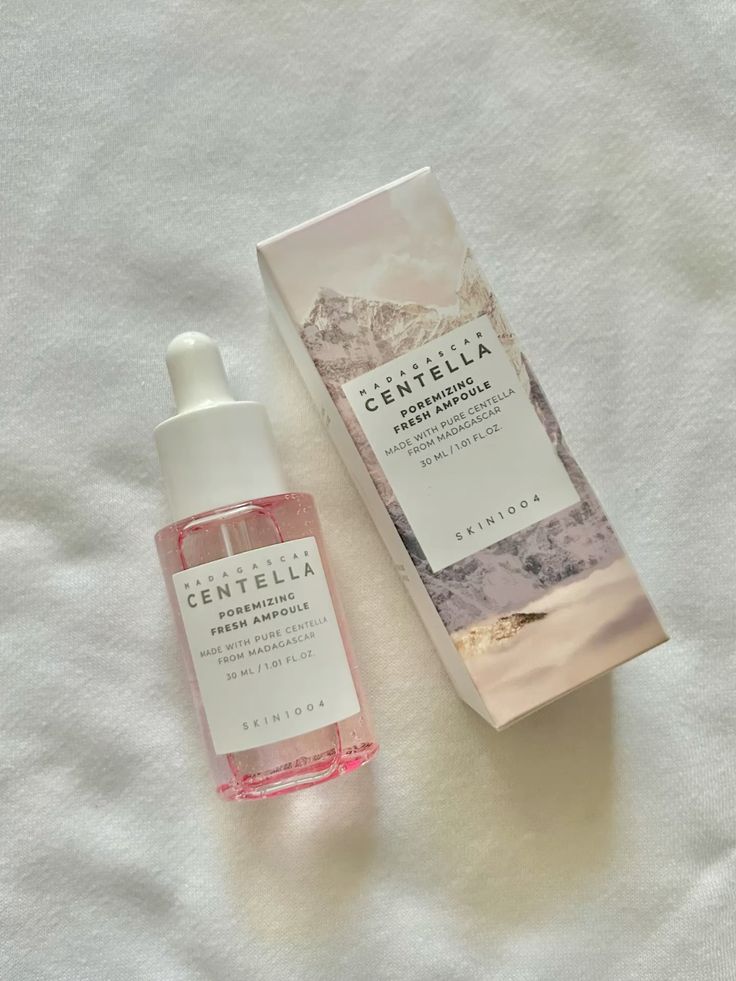 MADAGASCAR
CENTELLA
POREMIZING
FRESH AMPOULE
MADE WITH PURE CENTELLA
FROM MADAGASCAR
30 ML / 1.01 FL.OZ.
SKIN1004
MADAGASCAR
CENTELLA
POREMIZING
FRESH AMPOULE
MADE WITH PURE CENTELLA
FROM MADAGASCAR
30 ML / 1.01 FL.OZ.
SKIN1004